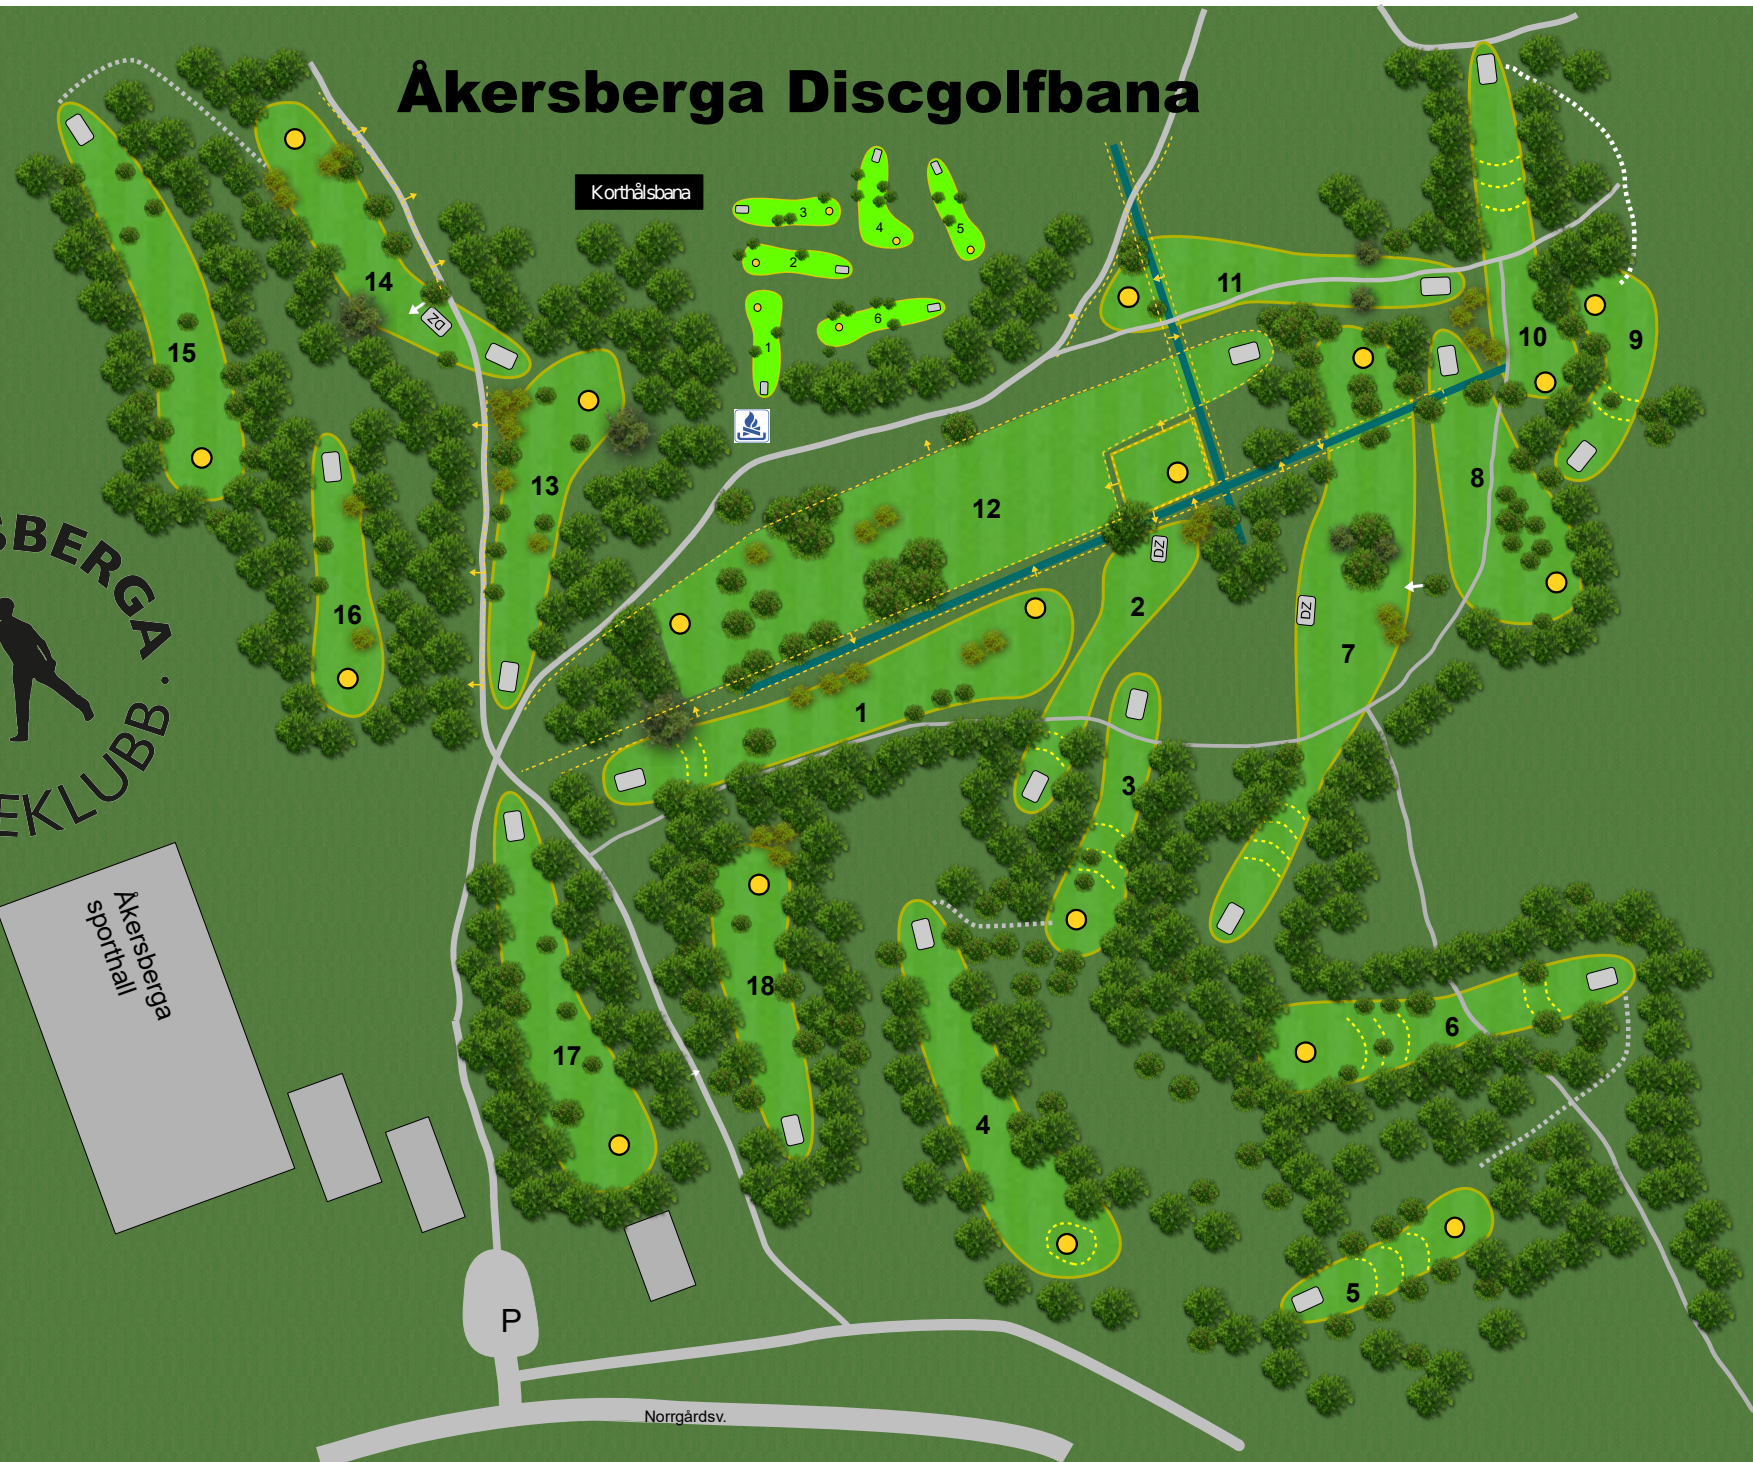 Åkersberga Discgolfbana
Korthålsbana
3
4
5
2
1
6
11
14
10
9
15
13
12
8
16
2
7
1
3
DZ
DZ
DZ
SBERGA
EKLUBB .
18
6
17
4
5
Åkersberga
sporthall
P
Norrgårdsv.